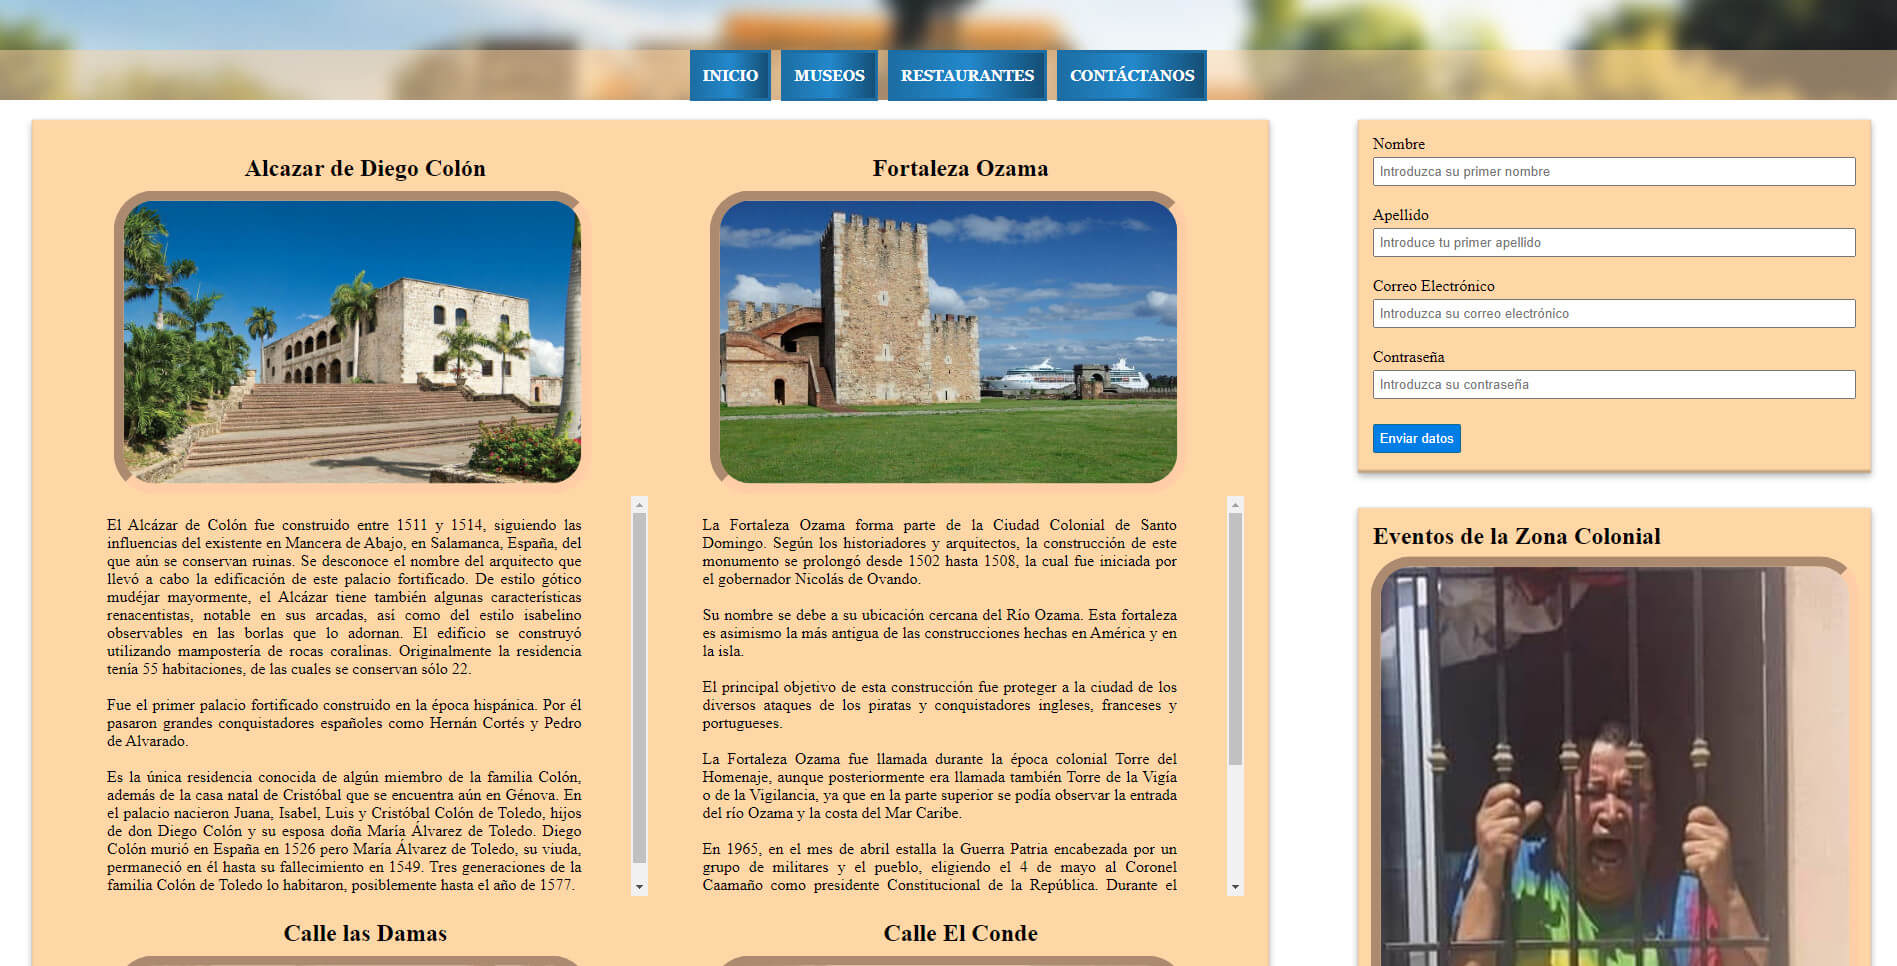 INICIO MUSEOS RESTAURANTES CONTÁCTANOS
Alcazar de Diego Colón
El Alcázar de Colón fue construido entre 1511 y 1514, siguiendo las
influencias del existente en Mancera de Abajo, en Salamanca, España, del
que aún se conservan ruinas. Se desconoce el nombre del arquitecto que
llevó a cabo la edificación de este palacio fortificado. De estilo gótico
mudéjar mayormente, el Alcázar tiene también algunas características
renacentistas, notable en sus arcadas, así como del estilo isabelino
observables en las borlas que lo adornan. El edificio se construyó
utilizando mampostería de rocas coralinas. Originalmente la residencia
tenía 55 habitaciones, de las cuales se conservan sólo 22.
Fue el primer palacio fortificado construido en la época hispánica. Por él
pasaron grandes conquistadores españoles como Hernán Cortés y Pedro
de Alvarado.
Es la única residencia conocida de algún miembro de la familia Colón,
además de la casa natal de Cristóbal que se encuentra aún en Génova. En
el palacio nacieron Juana, Isabel, Luis y Cristóbal Colón de Toledo, hijos
de don Diego Colón y su esposa doña María Álvarez de Toledo. Diego
Colón murió en España en 1526 pero María Álvarez de Toledo, su viuda,
permaneció en él hasta su fallecimiento en 1549. Tres generaciones de la
familia Colón de Toledo lo habitaron, posiblemente hasta el año de 1577.
Fortaleza Ozama
La Fortaleza Ozama forma parte de la Ciudad Colonial de Santo
Domingo. Según los historiadores y arquitectos, la construcción de este
monumento se prolongó desde 1502 hasta 1508, la cual fue iniciada por
el gobernador Nicolás de Ovando.
Su nombre se debe a su ubicación cercana del Río Ozama. Esta fortaleza
es asimismo la más antigua de las construcciones hechas en América y en
la isla.
El principal objetivo de esta construcción fue proteger a la ciudad de los
diversos ataques de los piratas y conquistadores ingleses, franceses y
portugueses.
La Fortaleza Ozama fue llamada durante la época colonial Torre del
Homenaje, aunque posteriormente era llamada también Torre de la Vigía
o de la Vigilancia, ya que en la parte superior se podía observar la entrada
del río Ozama y la costa del Mar Caribe.
En 1965, en el mes de abril estalla la Guerra Patria encabezada por un
grupo de militares y el pueblo, eligiendo el 4 de mayo al Coronel
Caamaño como presidente Constitucional de la República. Durante el
Calle las Damas
Calle El Conde
Nombre
Introduzca su primer nombre
Apellido
Introduce tu primer apellido
Correo Electrónico
Introduzca su correo electrónico
Contraseña
Introduzca su contraseña
Enviar datos
Eventos de la Zona Colonial